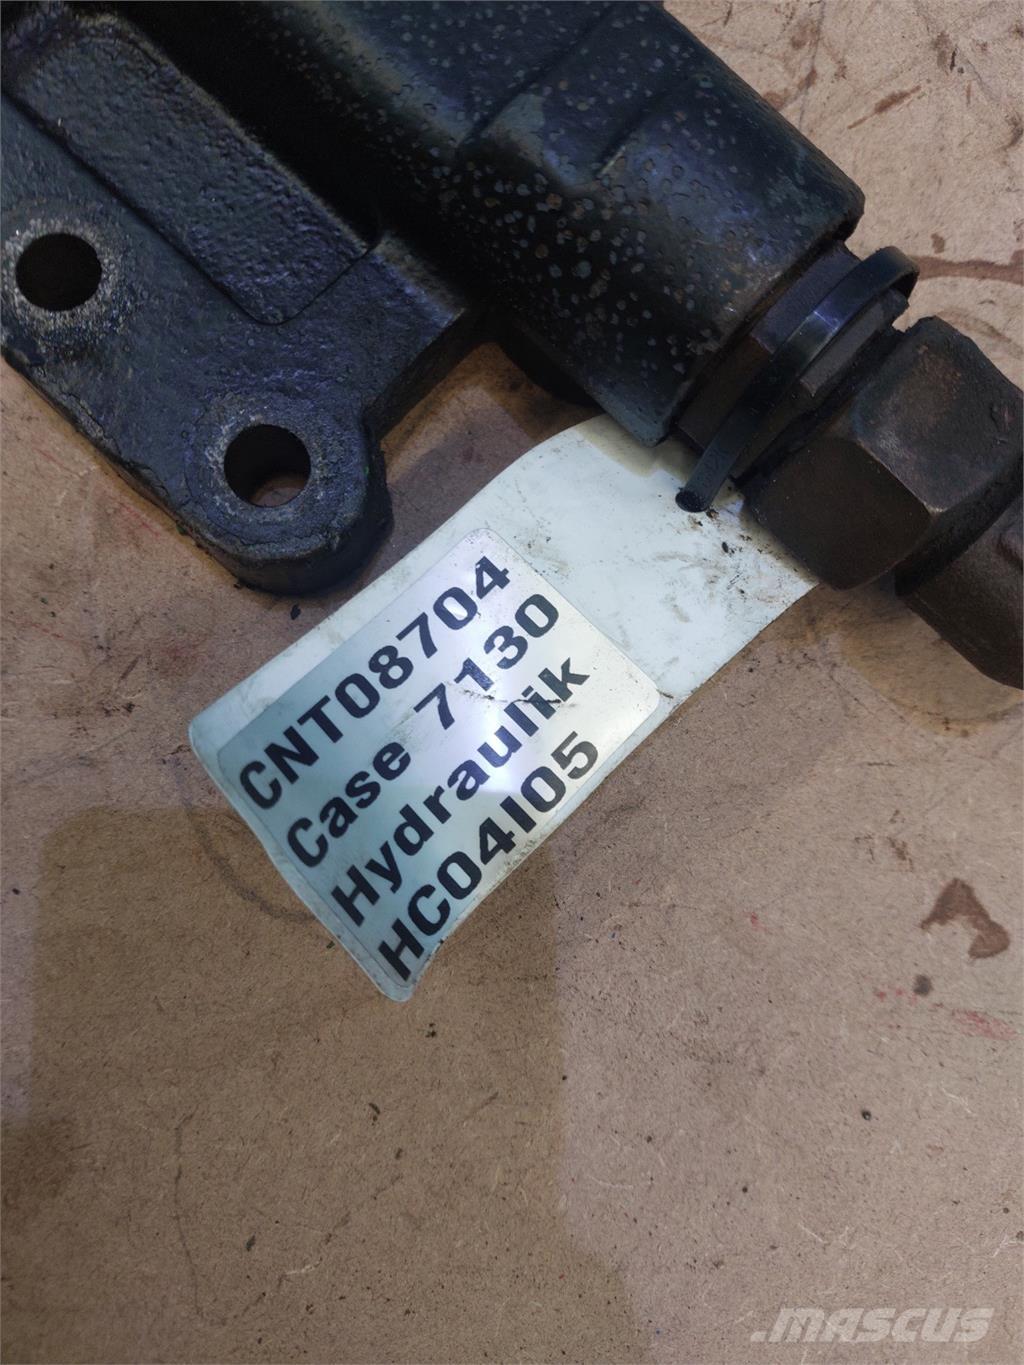 CNT08704
Case 7130
Hydraulik
HC04I05
MASCUS